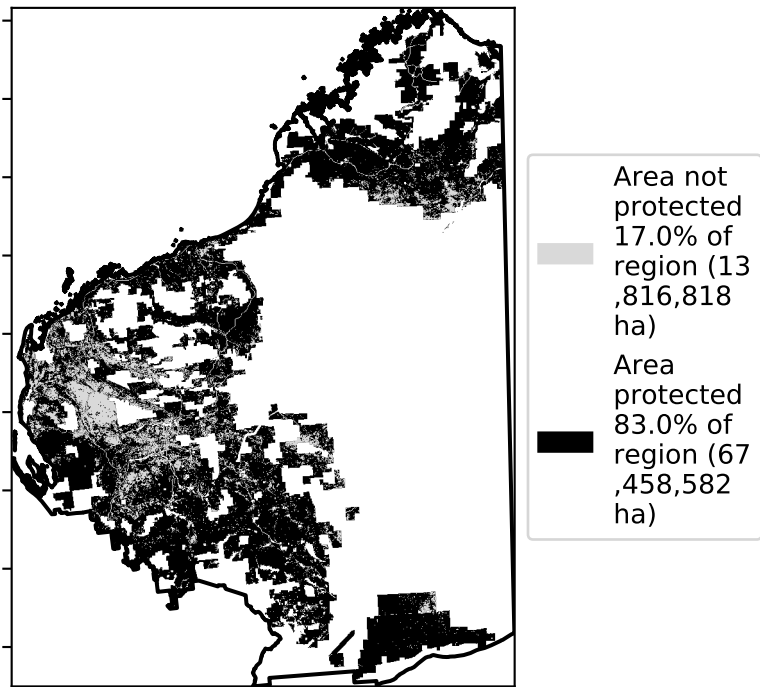 Area not
protected
17.0% of
region (13
,816,818
ha)
Area
protected
83.0% of
region (67
,458,582
ha)